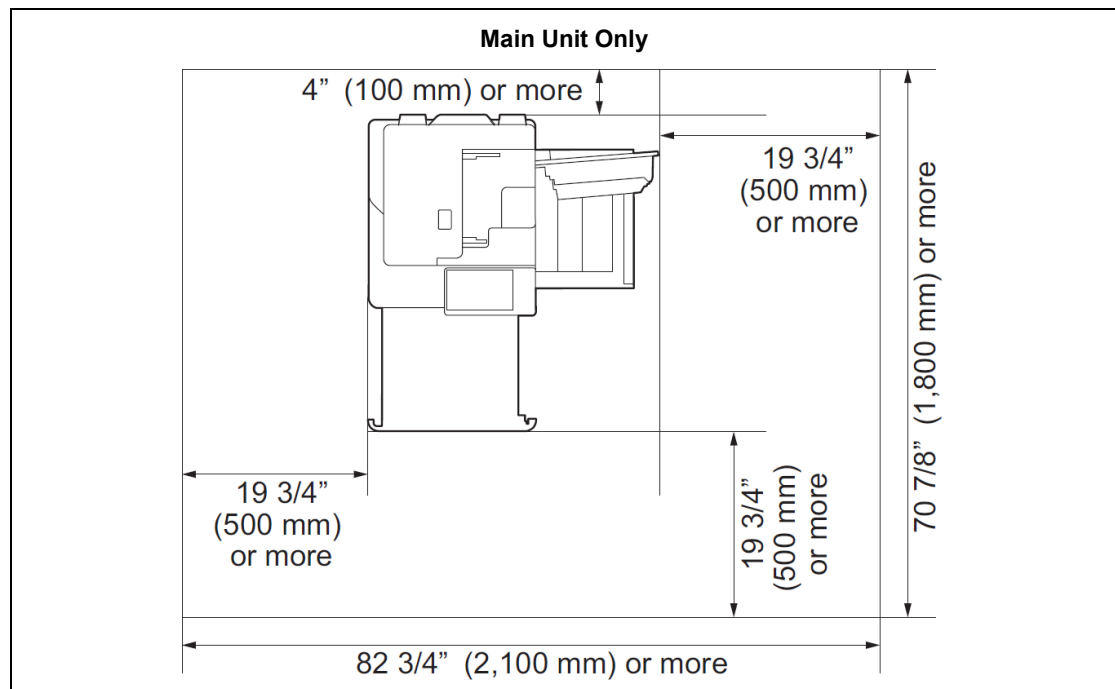 Main Unit Only
4” (100 mm) or more
19 3/4”
(500 mm)
or more
70 7/8” (1,800 mm) or more
19 3/4”
(500 mm)
or more
19 3/4”
(500 mm)
or more
82 3/4” (2,100 mm) or more